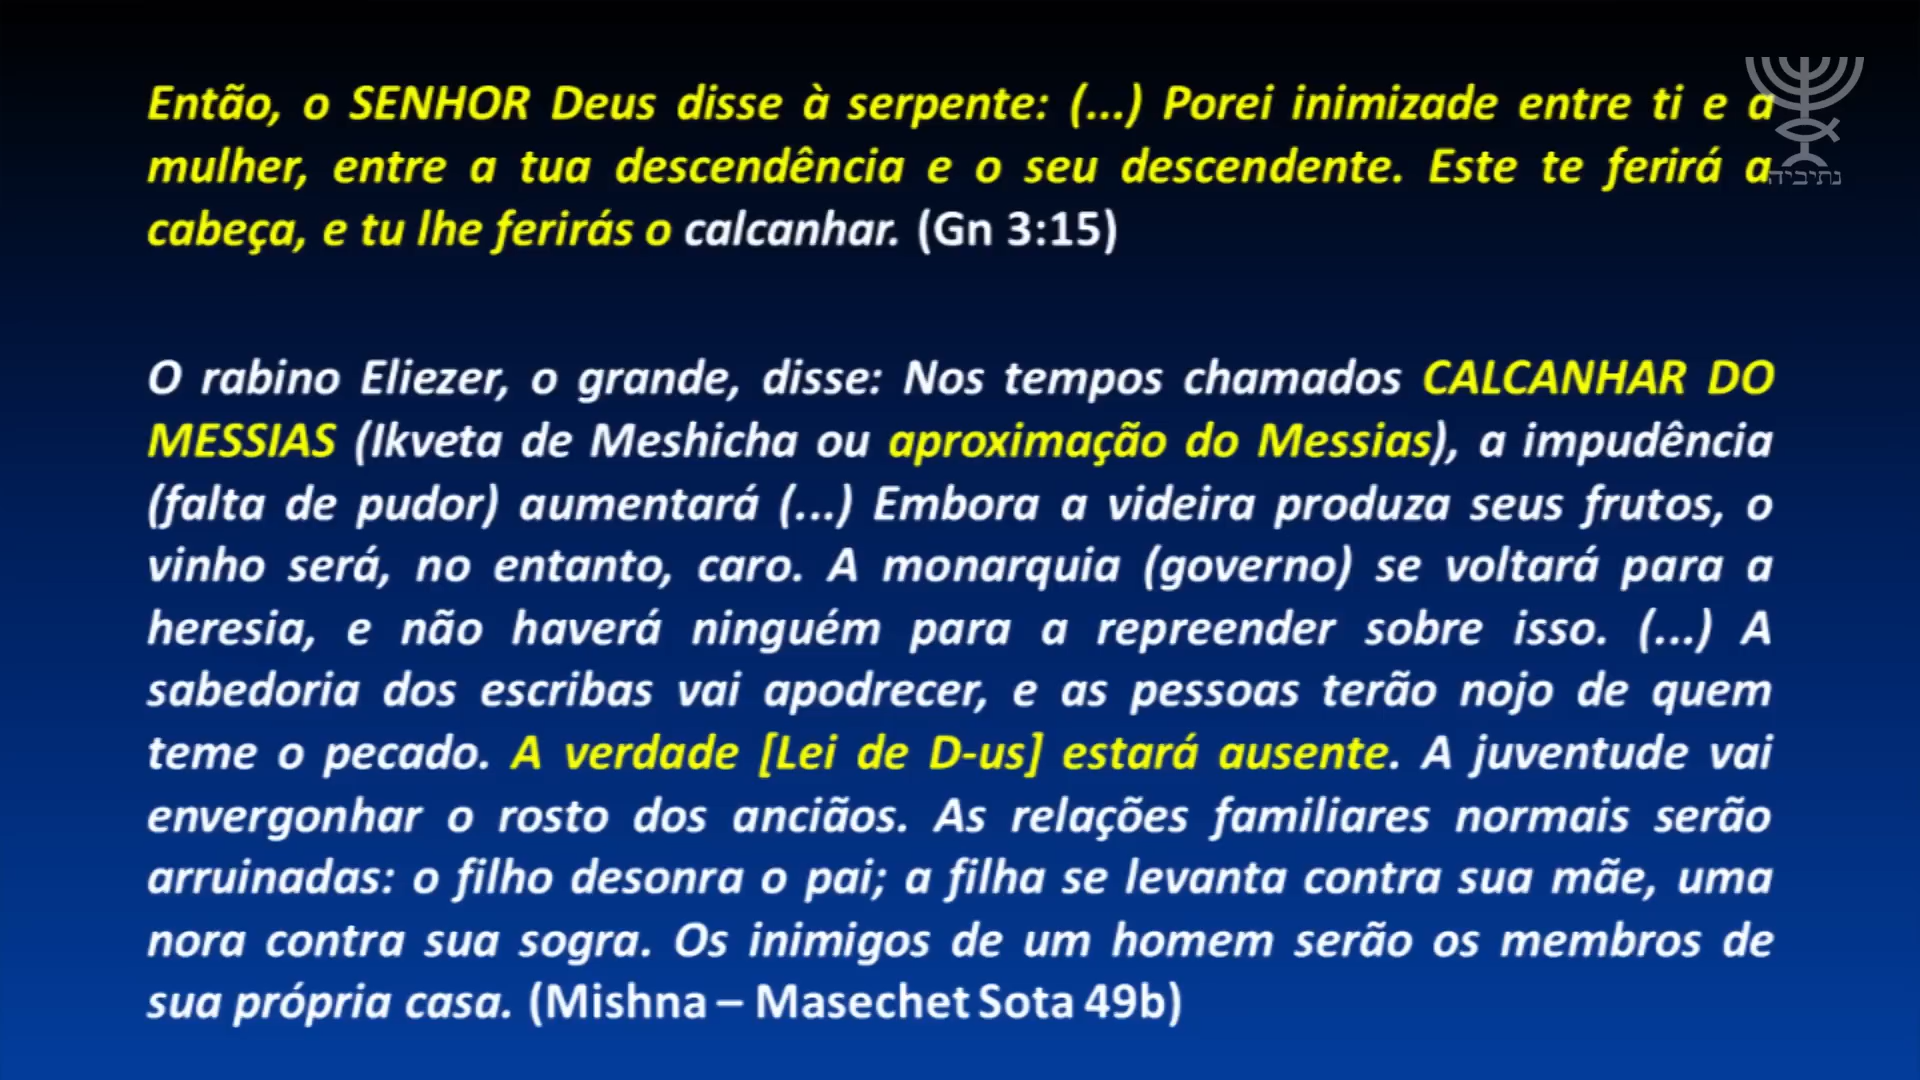 Então, o SENHOR Deus disse à serpente: (...) Porei inimizade entre ti e a
mulher, entre a tua descendência e o seu descendente. Este te ferirá a
cabeça, e tu lhe ferirás o calcanhar. (Gn 3:15)
נתיביה
O rabino Eliezer, o grande, disse: Nos tempos chamados CALCANHAR DO
MESSIAS (Ikveta de Meshicha ou aproximação do Messias), a impudência
(falta de pudor) aumentará (...) Embora a videira produza seus frutos, o
vinho será, no entanto, caro. A monarquia (governo) se voltará para a
heresia, e não haverá ninguém para a repreender sobre isso. (...) A
sabedoria dos escribas vai apodrecer, e as pessoas terão nojo de quem
teme o pecado. A verdade [Lei de D-us] estará ausente. A juventude vai
envergonhar o rosto dos anciãos. As relações familiares normais serão
arruinadas: o filho desonra o pai; a filha se levanta contra sua mãe, uma
nora contra sua sogra. Os inimigos de um homem serão os membros de
sua própria casa. (Mishna – Masechet Sota 49b)